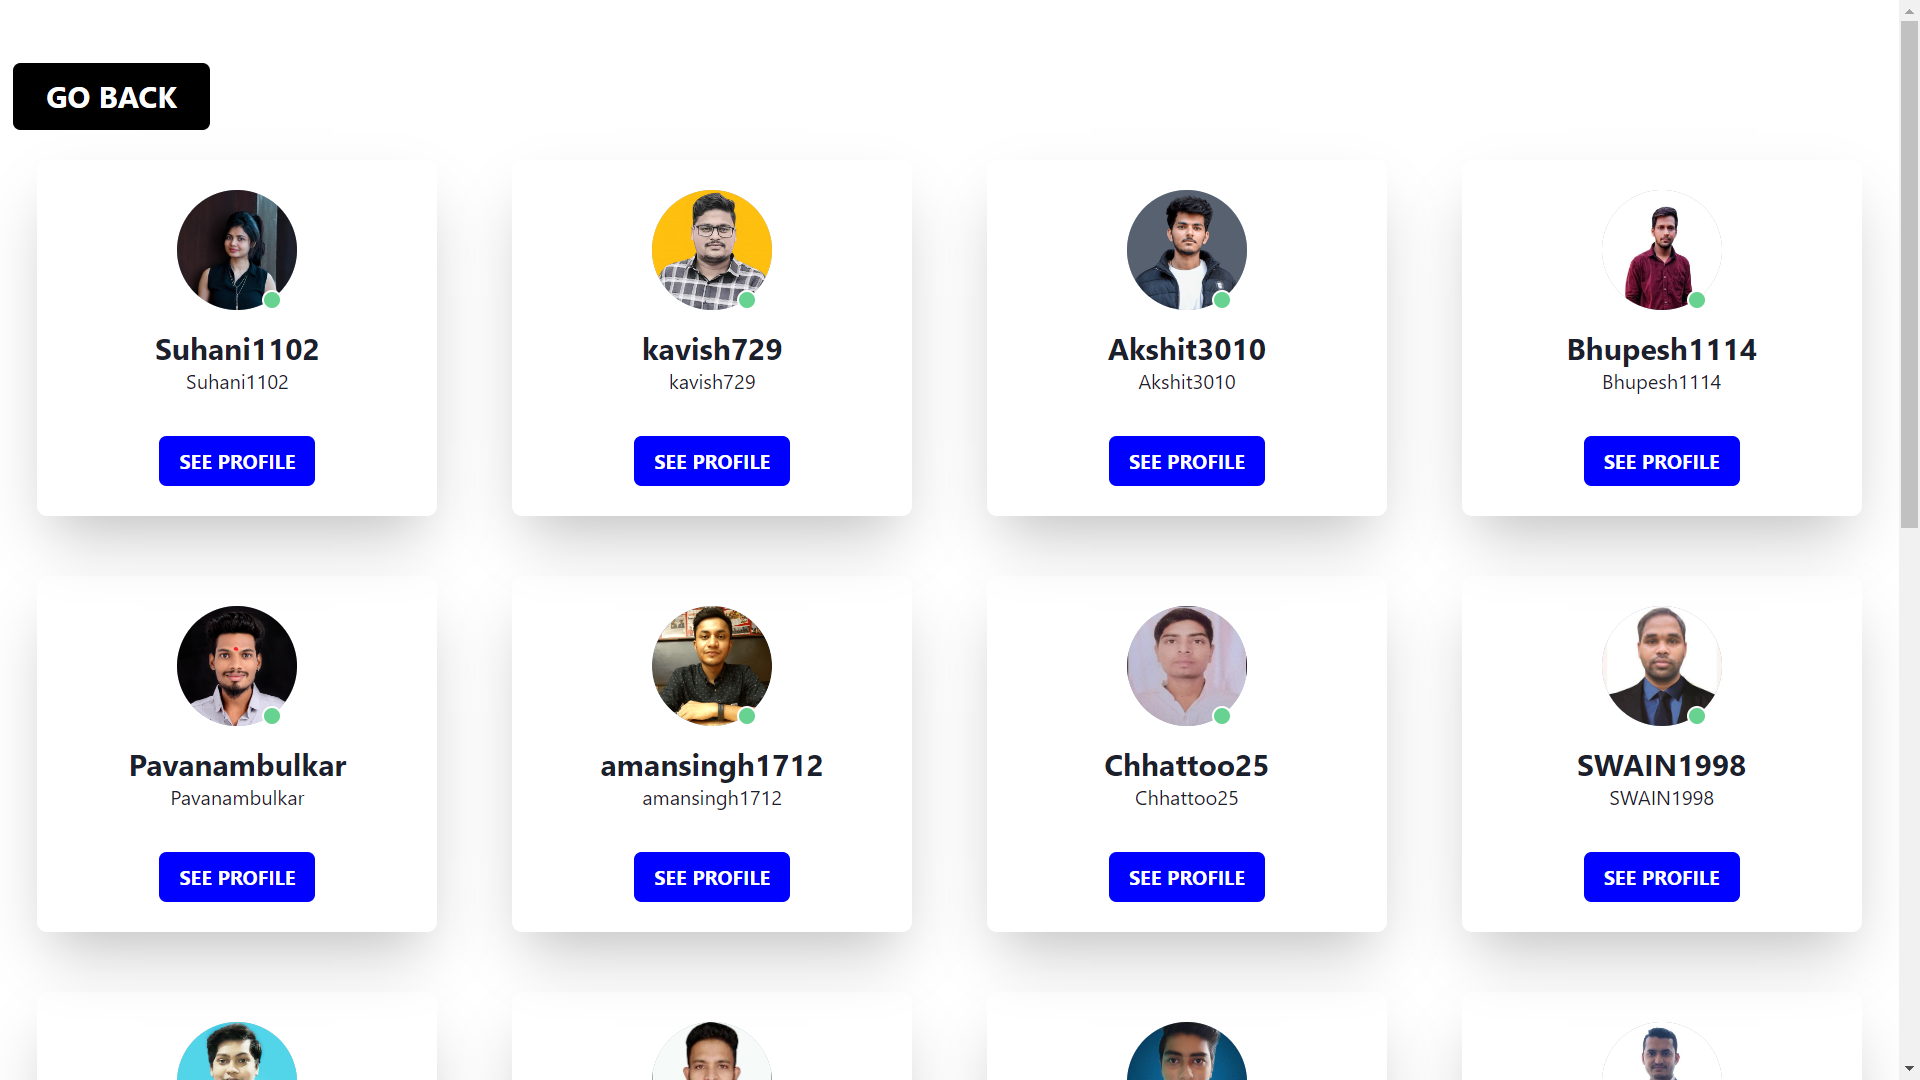 GO BACK
Suhani1102
Suhani1102
SEE PROFILE
kavish729
kavish729
SEE PROFILE
Akshit3010
Akshit3010
SEE PROFILE
Bhupesh1114
Bhupesh1114
SEE PROFILE
Pavanambulkar
Pavanambulkar
SEE PROFILE
amansingh1712
amansingh1712
SEE PROFILE
Chhattoo25
Chhattoo25
SEE PROFILE
SWAIN1998
SWAIN1998
SEE PROFILE